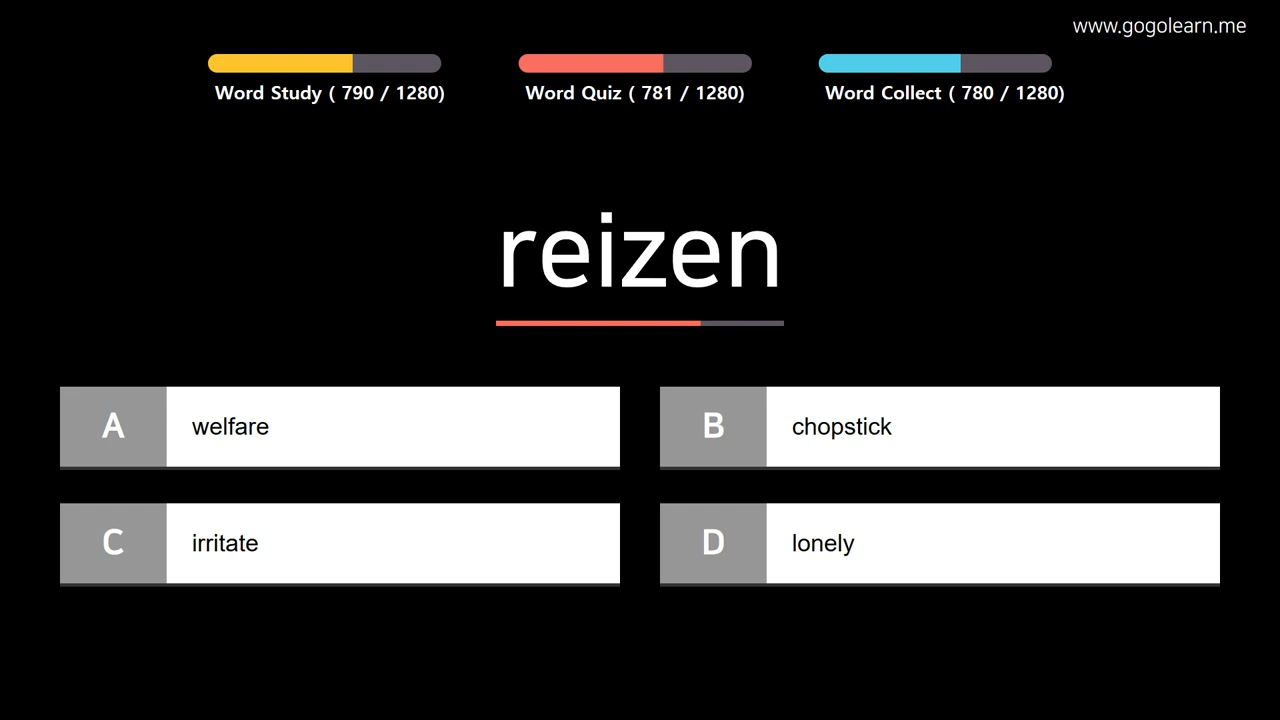 www.gogolearn.me
Word Study ( 790 / 1280)
Word Quiz ( 781 / 1280)
Word Collect ( 780 / 1280)
reizen
A welfare
B chopstick
C irritate
D lonely